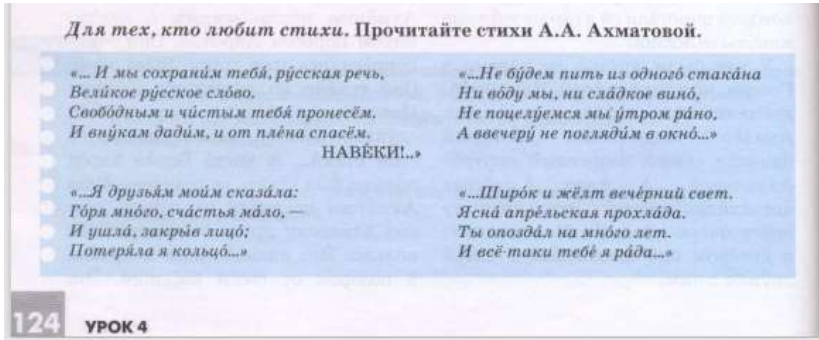 Для тех, кто любит стихи. Прочитайте стихи А.А. Ахматовой.
«... И мы сохрани́м тебя́, ру́сская речь,
Вели́кое ру́сское сло́во.
Свобо́дным и чи́стым тебя́ пронесём.
И вну́кам дади́м, и от пле́на спасём.
НАВЕ́КИ!..»
«...Я друзья́м мои́м сказа́ла:
Го́ря мно́го, сча́стья ма́ло, —
И ушла́, закры́в лицо́;
Потеря́ла я кольцо́...»
«...Не бу́дем пить из одного́ стака́на
Ни во́ду мы, ни сла́дкое вино́,
Не поцелу́емся мы у́тром ра́но,
А ввечеру́ не погляди́м в окно́...»
«...Широ́к и жёлт вече́рний свет.
Ясна́ апре́льская прохла́да.
Ты опозда́л на мно́го лет.
И всё-таки тебе́ я ра́да...»
124 УРОК 4